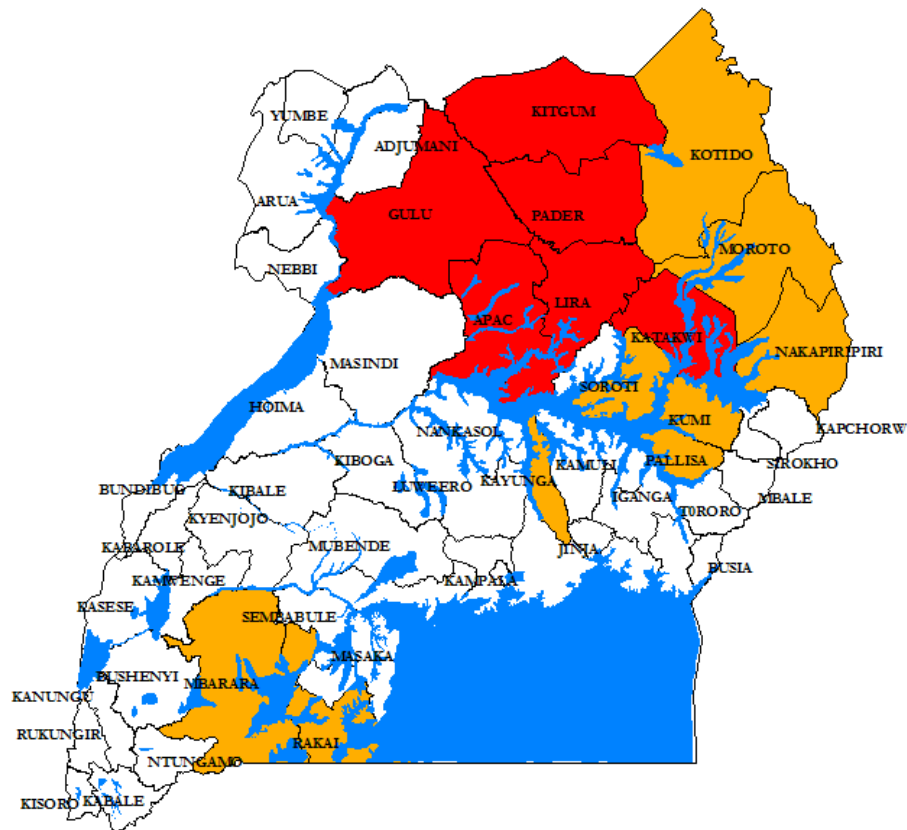 KITGUM
YUMBE
ADJUMANI
KOTIDO
ARUA
GULU
PADER
MOROTO
NEBBI
LIRA
APAC
KATAKWI
NAKAPIRIPIRI
MASINDI
SOROTI
HOIMA
KUMI
KAPCHORW
NANKASOL
KIBOGA
KAMULI
PALLISA
SIROKHO
BUNDIBUG
KIBALE
LUWEERO
KAYUNGA
IGANGA
MBALE
KYENJOJO
T0RORO
MUBENDE
JINJA
KABAROLE
KAMWENGE
KAMPALA
BUSIA
KASESE
SEMBABULE
MASAKA
BUSHENYI
MBARARA
KANUNGU
RUKUNGIR
RAKAI
NTUNGAMO
KISORO
KABALE